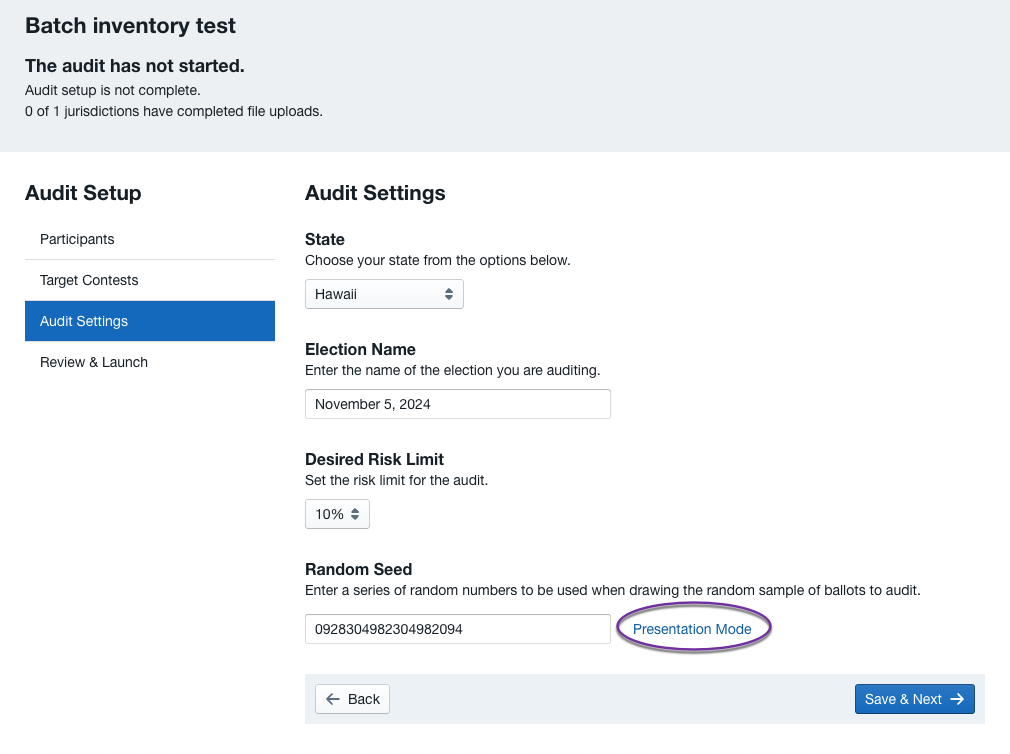 Batch inventory test
The audit has not started.
Audit setup is not complete.
0 of 1 jurisdictions have completed file uploads.
Audit Setup
Participants
Target Contests
Audit Settings
Review & Launch
Audit Settings
State
Choose your state from the options below.
Hawaii
Election Name
Enter the name of the election you are auditing.
November 5, 2024
Desired Risk Limit
Set the risk limit for the audit.
10%
Random Seed
Enter a series of random numbers to be used when drawing the random sample of ballots to audit.
0928304982304982094
Presentation Mode
Back
Save & Next